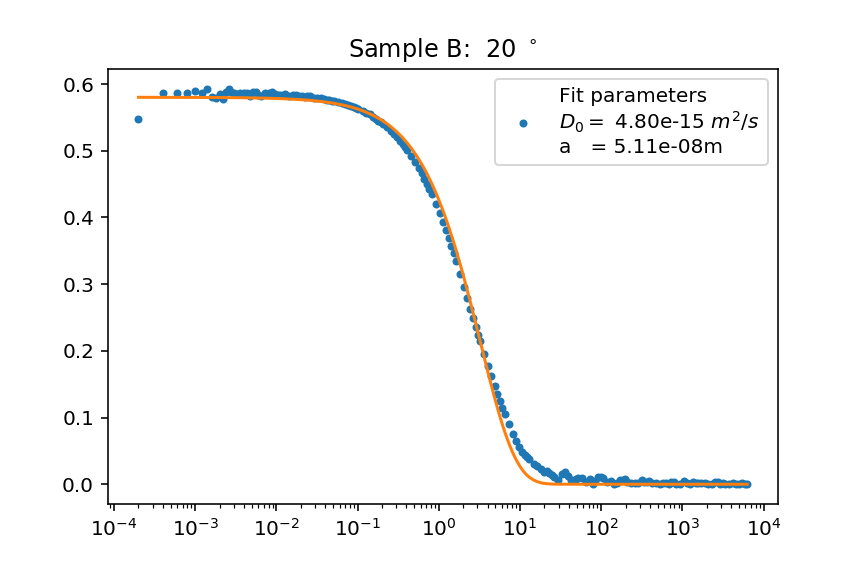 Sample B:  20 °
0.6
0.5
0.4
0.3
0.2
0.1
0.0
Fit parameters
D₀ = 4.80e-15 m²/s
a   = 5.11e-08m
10⁻⁴ 10⁻³ 10⁻² 10⁻¹ 10⁰ 10¹ 10² 10³ 10⁴